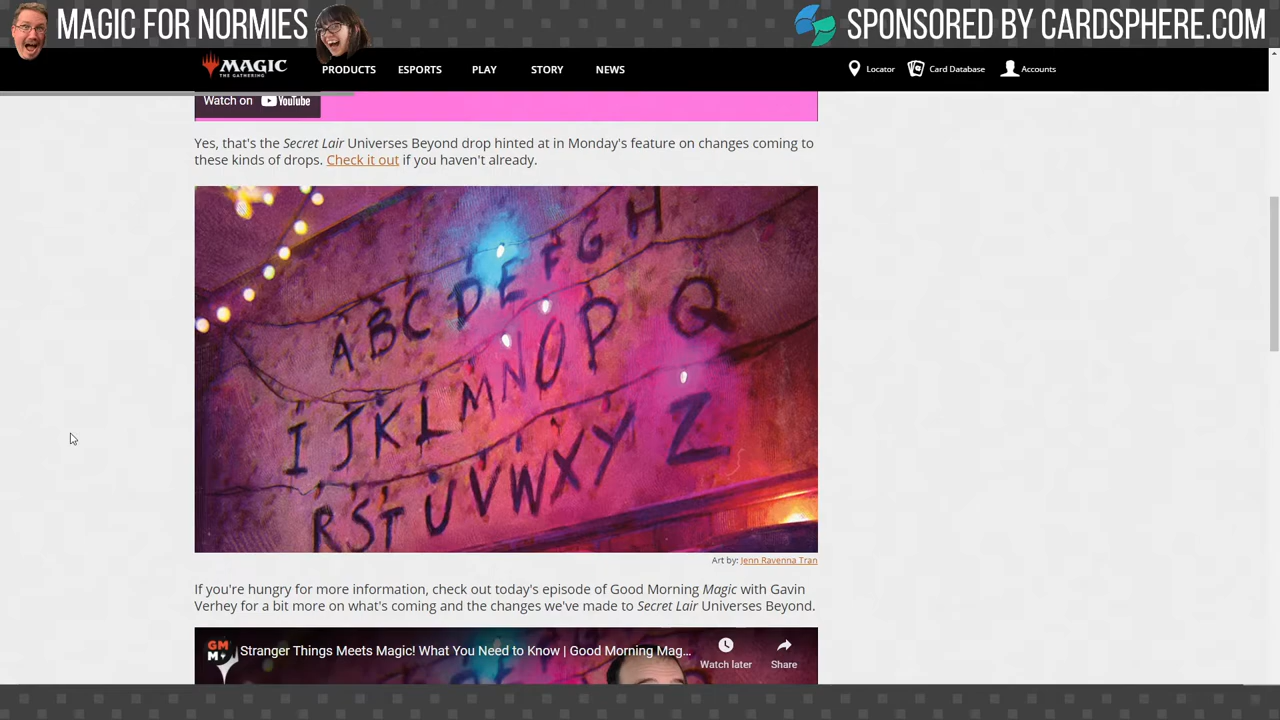 MAGIC FOR NORMIES
SPONSORED BY CARDSPHERE.COM
MAGIC
THE GATHERING
PRODUCTS ESPORTS PLAY STORY NEWS
Locator Card Database Accounts
Watch on YouTube
Yes, that's the Secret Lair Universes Beyond drop hinted at in Monday's feature on changes coming to
these kinds of drops. Check it out if you haven't already.
A B C D E F G H
I J K L M N O P Q
R S T U V W X Y Z
Art by: Jenn Ravenna Tran
If you're hungry for more information, check out today's episode of Good Morning Magic with Gavin
Verhey for a bit more on what's coming and the changes we've made to Secret Lair Universes Beyond.
GM
M
Stranger Things Meets Magic! What You Need to Know | Good Morning Mag...
Watch later
Share